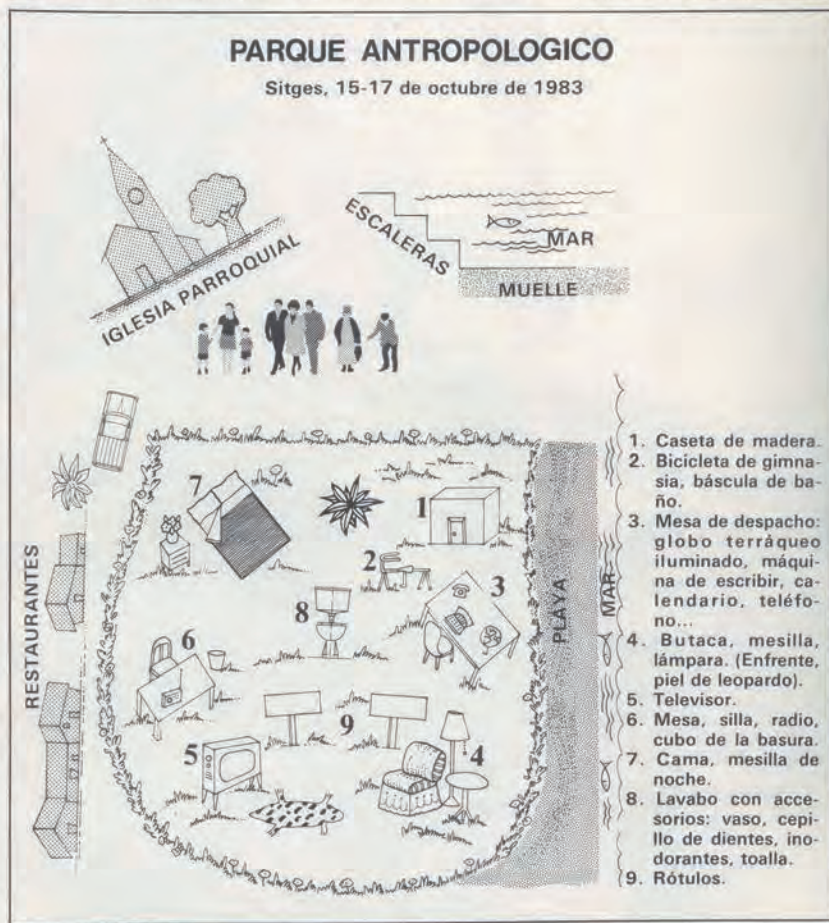 PARQUE ANTROPOLOGICO
Sitges, 15-17 de octubre de 1983
IGLESIA PARROQUIAL
ESCALERAS
MAR
MUELLE
RESTAURANTES
7
1
2
3
8
6
9
5
4
PLAYA
MAR
1. Caseta de madera.
2. Bicicleta de gimna-
sia, báscula de ba-
ño.
3. Mesa de despacho:
globo terráqueo
iluminado, máqui-
na de escribir, ca-
lendario, teléfo-
no...
4. Butaca, mesilla,
lámpara. (Enfrente,
piel de leopardo).
5. Televisor.
6. Mesa, silla, radio,
cubo de la basura.
7. Cama, mesilla de
noche.
8. Lavabo con acce-
sorios: vaso, cepi-
llo de dientes, ino-
dorantes, toalla.
9. Rótulos.